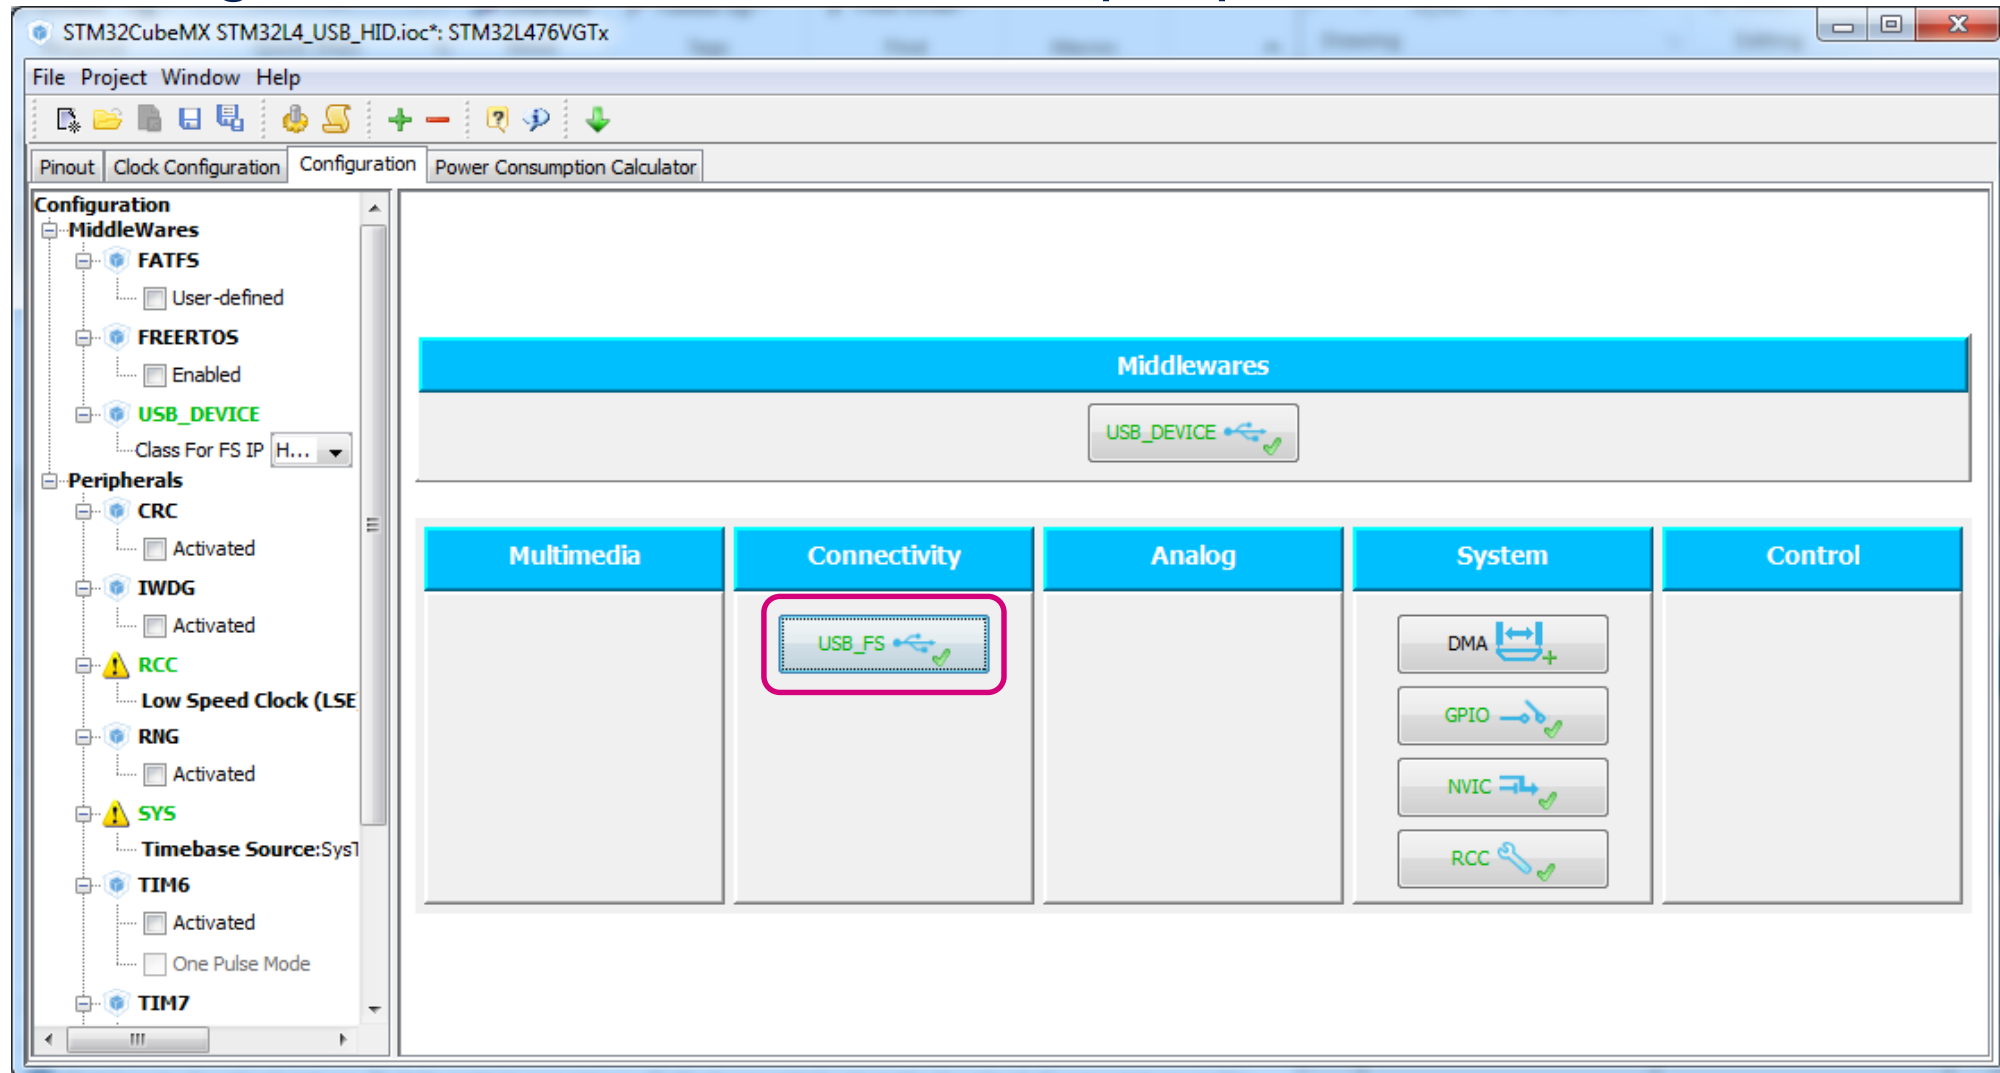 STM32CubeMX STM32L4_USB_HID.ioc*: STM32L476VGTx
File Project Window Help
Pinout Clock Configuration Configuration Power Consumption Calculator
Configuration
MiddleWares
FATFS
User-defined
FREERTOS
Enabled
USB_DEVICE
Class For FS IP H...
Peripherals
CRC
Activated
IWDG
Activated
RCC
Low Speed Clock (LSE
RNG
Activated
SYS
Timebase Source:SysT
TIM6
Activated
One Pulse Mode
TIM7
Middlewares
USB_DEVICE
Multimedia Connectivity Analog System Control
USB_FS
DMA
GPIO
NVIC
RCC